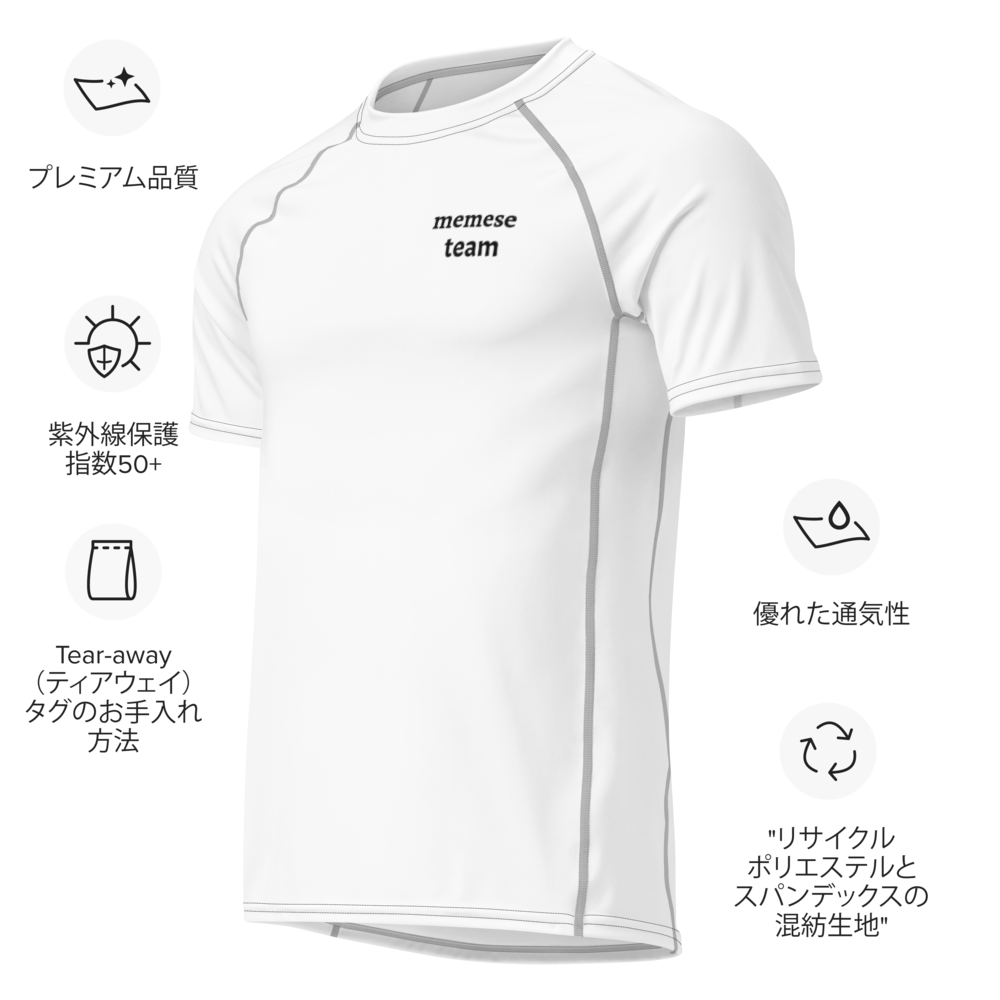 プレミアム品質
memese
team
紫外線保護
指数50+
Tear-away
（ティアウェイ）
タグのお手入れ
方法
優れた通気性
"リサイクル
ポリエステルと
スパンデックスの
混紡生地"